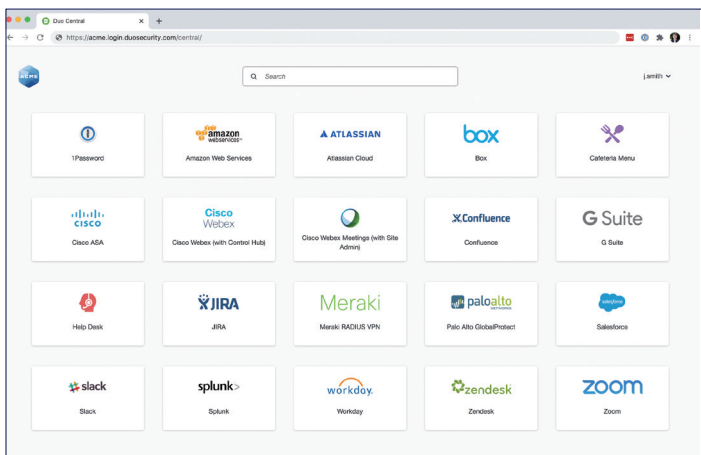 Duo Central
https://acme.login.duosecurity.com/central/
ACME
Search
j.smith
1Password
amazon
webservices
Amazon Web Services
ATLASSIAN
Atlassian Cloud
box
Box
Cafeteria Menu
CISCO
Cisco ASA
Cisco
Webex
Cisco Webex (with Control Hub)
Cisco Webex Meetings (with Site
Admin)
Confluence
Confluence
G Suite
G Suite
Help Desk
JIRA
JIRA
Meraki
Meraki RADIUS VPN
paloalto
NETWORKS
Palo Alto GlobalProtect
salesforce
Salesforce
slack
Slack
splunk>
Splunk
workday.
Workday
zendesk
Zendesk
zoom
Zoom